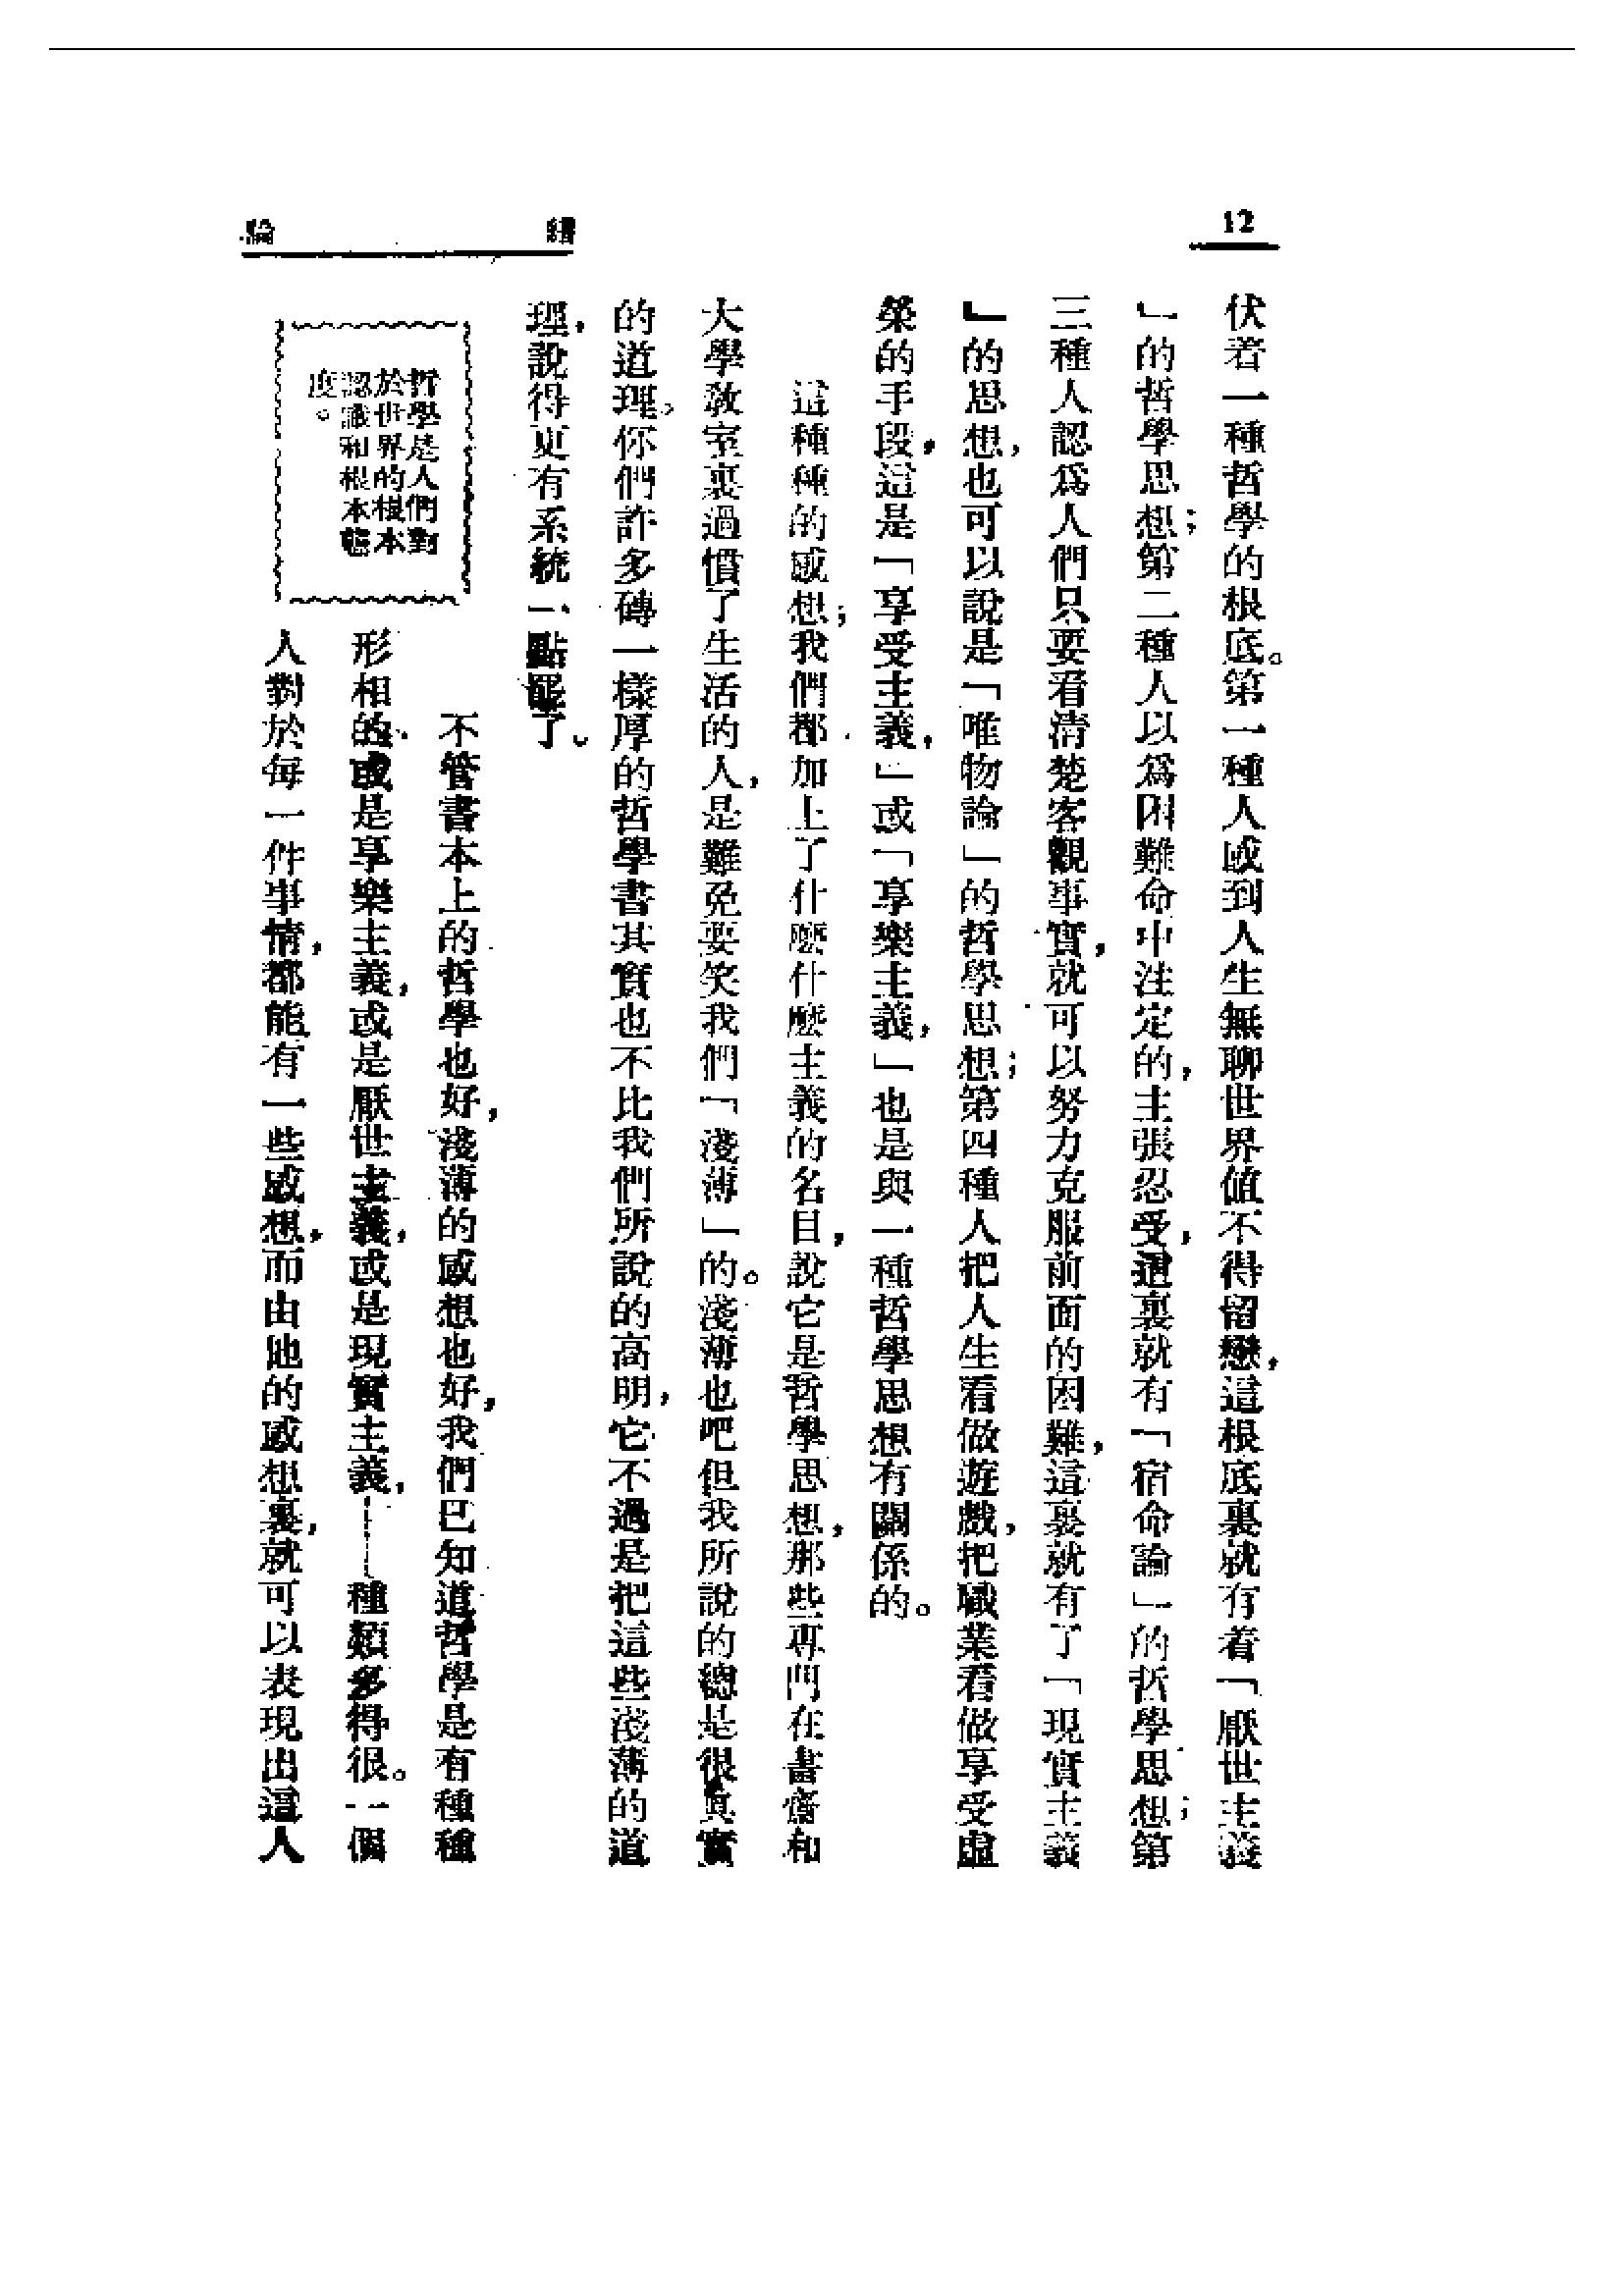 12
緒論
伏着一種哲學的根底。第一種人感到人生無聊世界值不得留戀，這根底裏就有着「厭世主義
」的哲學思想；第二種人以爲困難命中注定的，主張忍受，這裏就有「宿命論」的哲學思想；第
三種人認爲人們只要看清楚客觀事實，就可以努力克服前面的困難，這裏就有了「現實主義
」的思想，也可以說是「唯物論」的哲學思想；第四種人把人生看做遊戲，把職業看做享受虛
榮的手段，這是「享受主義，」或「享樂主義，」也是與一種哲學思想有關係的。
這種種的感想；我們都加上了什麼什麼主義的名目，說它是哲學思想，那些專門在書齋和
大學教室裏過慣了生活的人，是難免要笑我們「淺薄」的。淺薄也吧但我所說的總是很真實
的道理。你們許多磚一樣厚的哲學書其實也不比我們所說的高明，它不過是把這些淺薄的道
理，說得更有系統一點罷了。
不管書本上的哲學也好，淺薄的感想也好，我們已知道哲學是有種種
形相的，或是享樂主義，或是厭世主義，或是現實主義，——種類多得很。一個
人對於每一件事情，都能有一些感想，而由他的感想裏，就可以表現出這人
哲學是人們對
於世界的根本
認識和根本態
度。